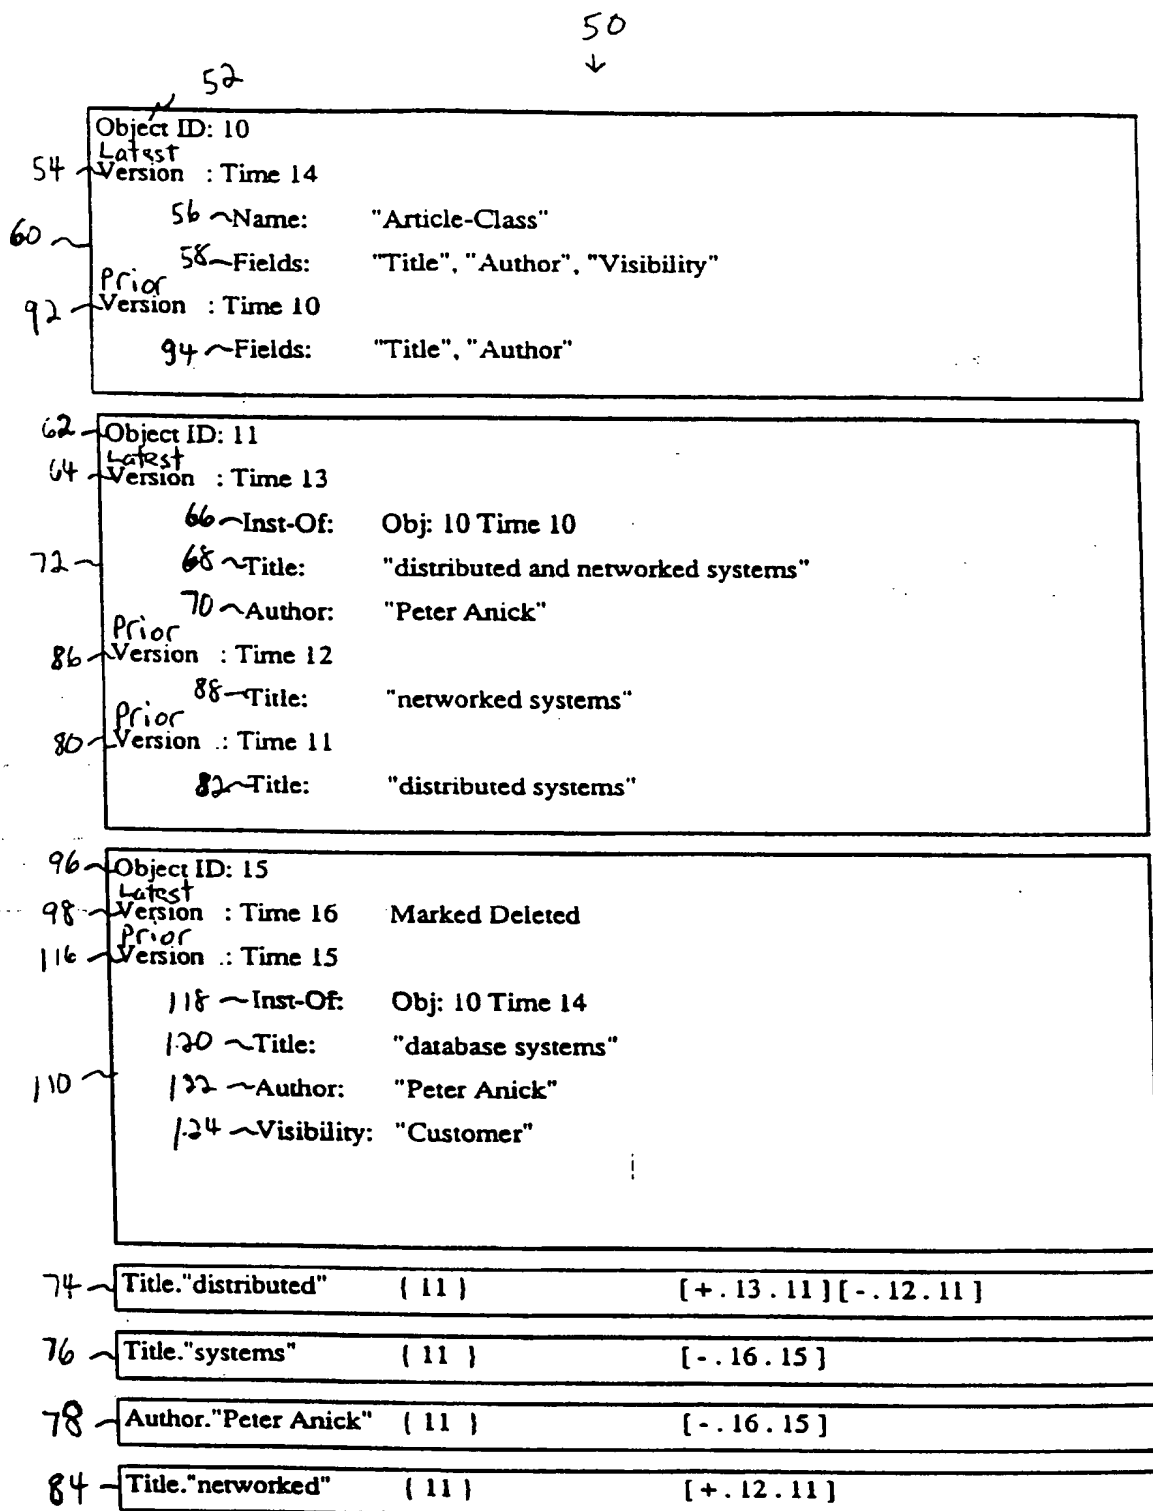 50
52
Object ID: 10
Latest
54 Version : Time 14
56 Name: "Article-Class"
60
58 Fields: "Title", "Author", "Visibility"
Prior
92 Version : Time 10
94 Fields: "Title", "Author"
62 Object ID: 11
Latest
64 Version : Time 13
66 Inst-Of: Obj: 10 Time 10
72 68 Title: "distributed and networked systems"
70 Author: "Peter Anick"
Prior
86 Version : Time 12
88 Title: "networked systems"
Prior
80 Version .: Time 11
82 Title: "distributed systems"
96 Object ID: 15
Latest
98 Version : Time 16 Marked Deleted
Prior
116 Version .: Time 15
118 Inst-Of: Obj: 10 Time 14
120 Title: "database systems"
110 122 Author: "Peter Anick"
124 Visibility: "Customer"
74 Title."distributed" { 11 } [ + . 13 . 11 ] [ - . 12 . 11 ]
76 Title."systems" { 11 } [ - . 16 . 15 ]
78 Author."Peter Anick" { 11 } [ - . 16 . 15 ]
84 Title."networked" { 11 } [ + . 12 . 11 ]